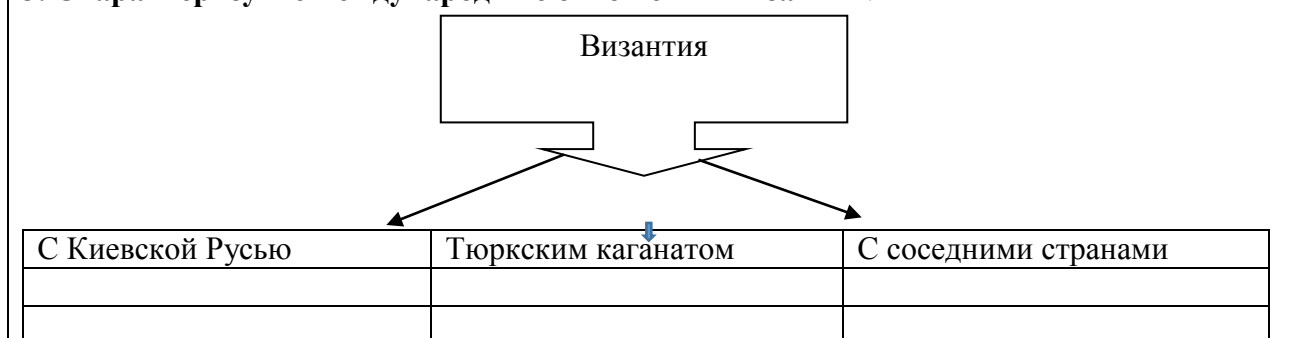 Византия
С Киевской Русью
Тюркским каганатом
С соседними странами